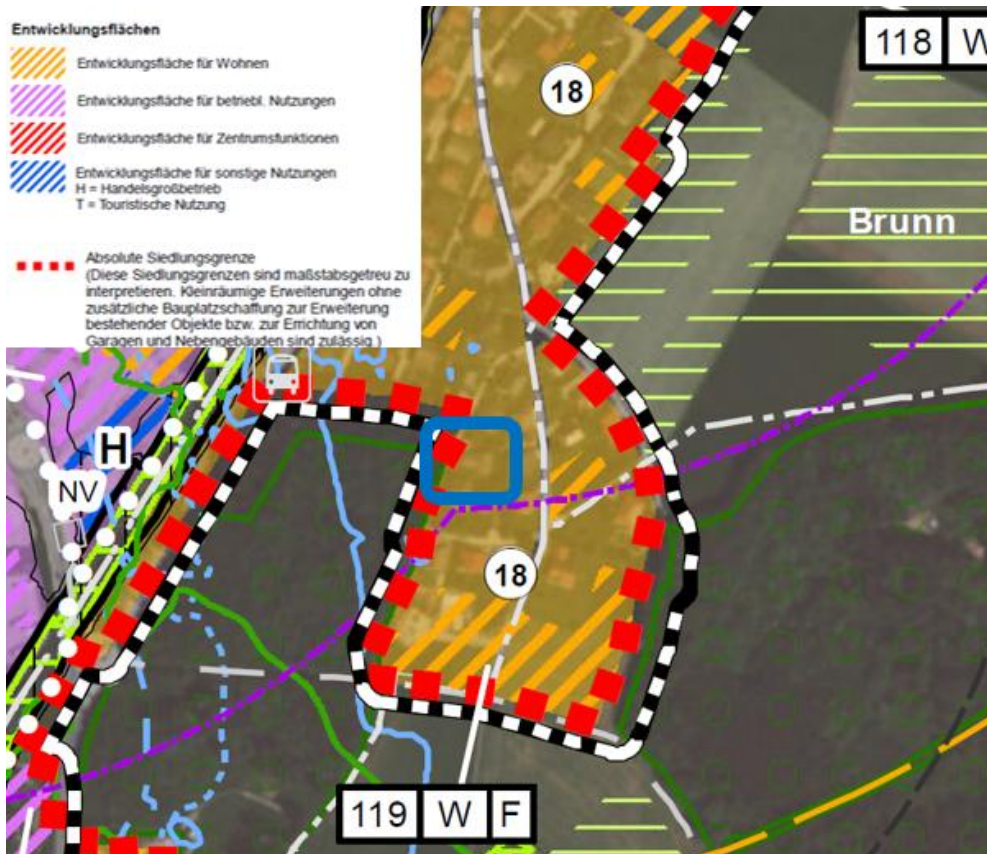 Entwicklungsflächen
Entwicklungsfläche für Wohnen
Entwicklungsfläche für betriebl. Nutzungen
Entwicklungsfläche für Zentrumsfunktionen
Entwicklungsfläche für sonstige Nutzungen
H = Handelsgroßbetrieb
T = Touristische Nutzung
Absolute Siedlungsgrenze
(Diese Siedlungsgrenzen sind maßstabsgetreu zu
interpretieren. Kleinräumige Erweiterungen ohne
zusätzliche Bauplatzschaffung zur Erweiterung
bestehender Objekte bzw. zur Errichtung von
Garagen und Nebengebäuden sind zulässig.)
118 W
18
Brunn
H
NV
18
119 W F